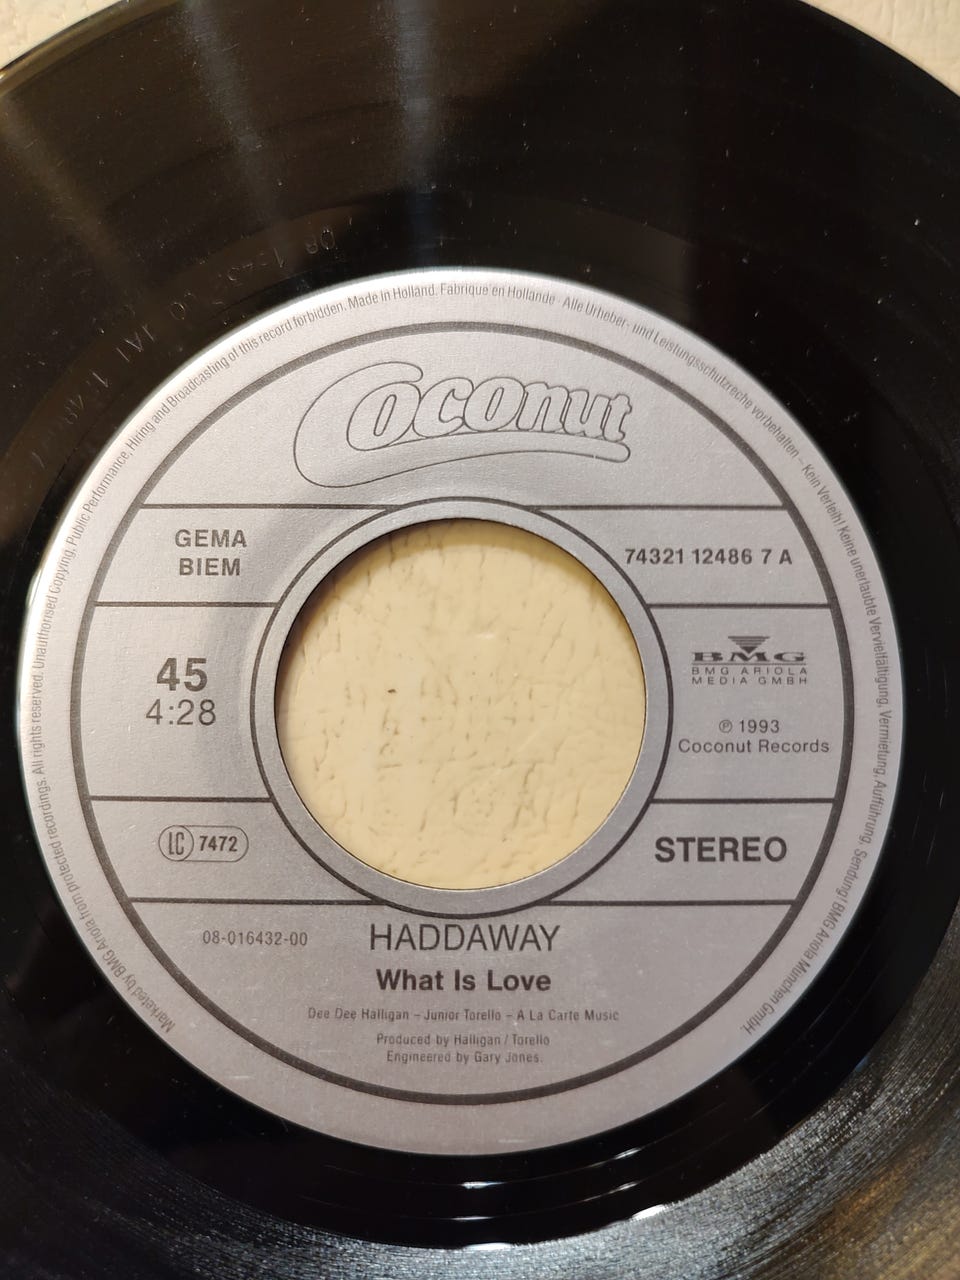 Marketed by BMG Ariola from protected recordings. All rights reserved. Unauthorised Copying, Public Performance, Hiring and Broadcasting of this record forbidden. Made in Holland. Fabrique en Hollande · Alle Urheber- und Leistungsschutzreche vorbehalten – Kein Verleih! Keine unerlaubte Vervielfältigung, Vermietung, Aufführung, Sendung! BMG Ariola München GmbH.
Coconut
GEMA
BIEM
74321 12486 7 A
45
4:28
BMG
BMG ARIOLA
MEDIA GMBH
℗ 1993
Coconut Records
LC 7472
STEREO
08-016432-00
HADDAWAY
What Is Love
Dee Dee Halligan – Junior Torello – A La Carte Music
Produced by Halligan / Torello
Engineered by Gary Jones.